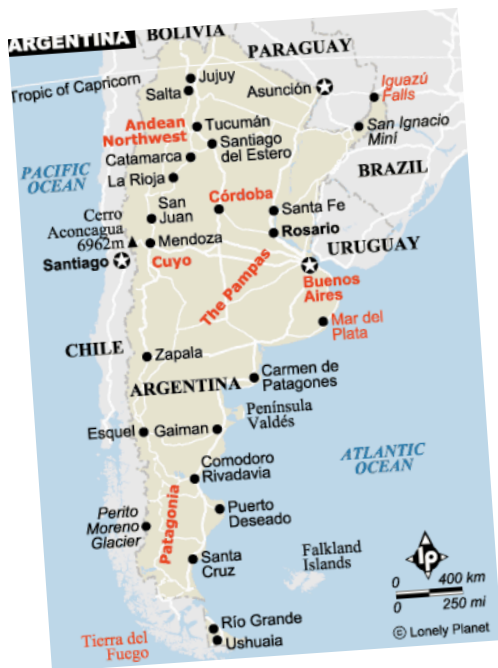 ARGENTINA
BOLIVIA
PARAGUAY
Tropic of Capricorn
Jujuy
Salta
Asunción
Iguazú
Falls
Andean
Northwest
Tucumán
San Ignacio
Miní
Santiago
del Estero
Catamarca
BRAZIL
PACIFIC
OCEAN
La Rioja
Córdoba
San
Juan
Santa Fe
Cerro
Aconcagua
6962m
Mendoza
Rosario
URUGUAY
Santiago
Cuyo
The Pampas
Buenos
Aires
Mar del
Plata
CHILE
Zapala
Carmen de
Patagones
ARGENTINA
Península
Valdés
Esquel
Gaiman
ATLANTIC
OCEAN
Comodoro
Rivadavia
Patagonia
Perito
Moreno
Glacier
Puerto
Deseado
Santa
Cruz
Falkland
Islands
lp
0 400 km
0 250 mi
Río Grande
Ushuaia
Tierra del
Fuego
© Lonely Planet